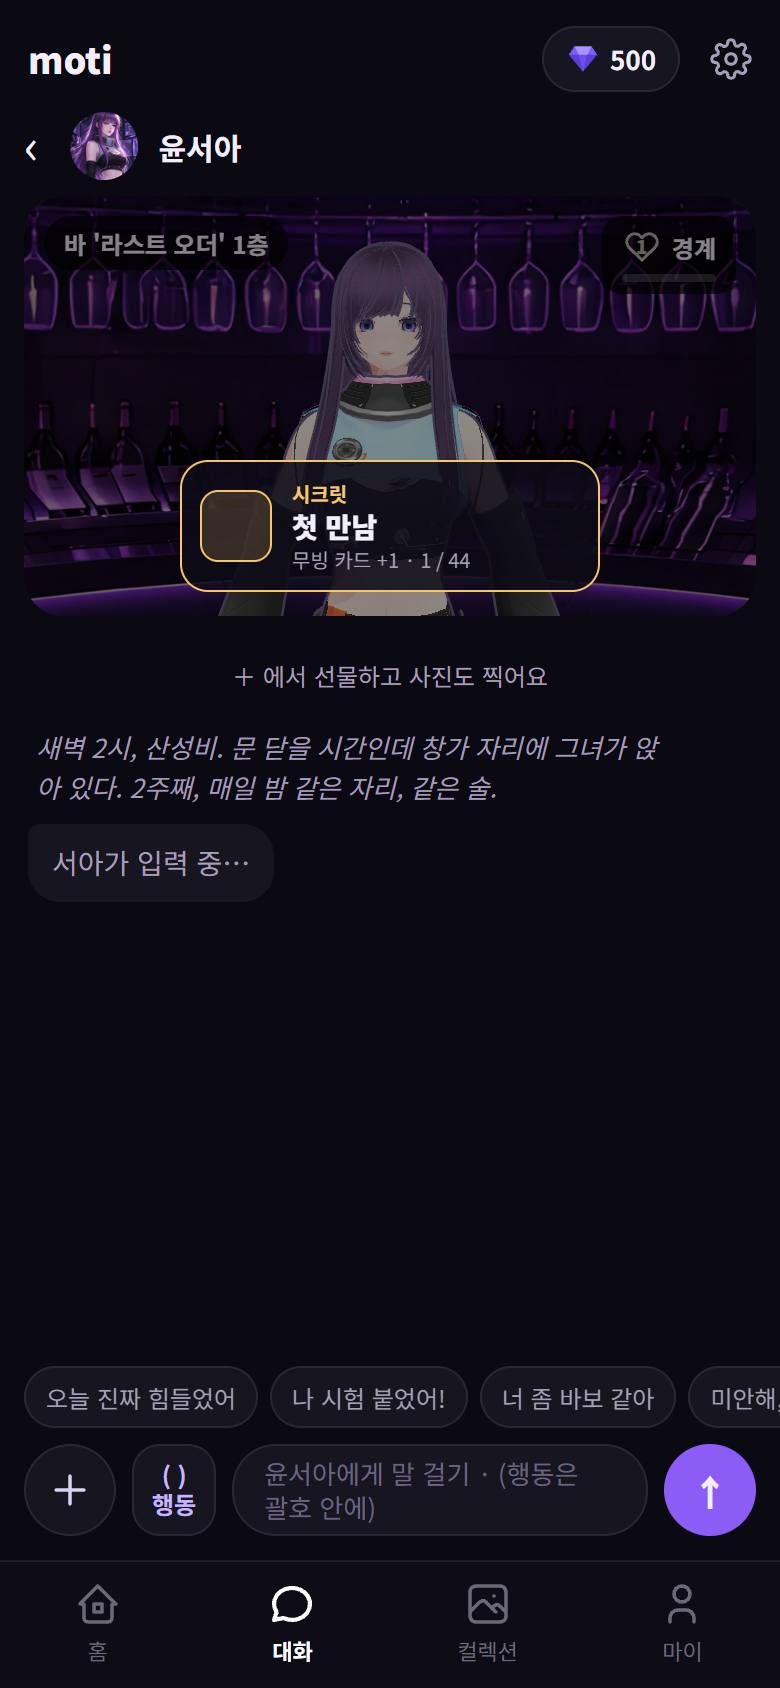 moti
500
윤서아
바 '라스트 오더' 1층
1 경계
시크릿
첫 만남
무빙 카드 +1 · 1 / 44
+ 에서 선물하고 사진도 찍어요
새벽 2시, 산성비. 문 닫을 시간인데 창가 자리에 그녀가 앉
아 있다. 2주째, 매일 밤 같은 자리, 같은 술.
서아가 입력 중⋯
오늘 진짜 힘들었어
나 시험 붙었어!
너 좀 바보 같아
미안해,
( )
행동
윤서아에게 말 걸기 · (행동은
괄호 안에)
홈
대화
컬렉션
마이